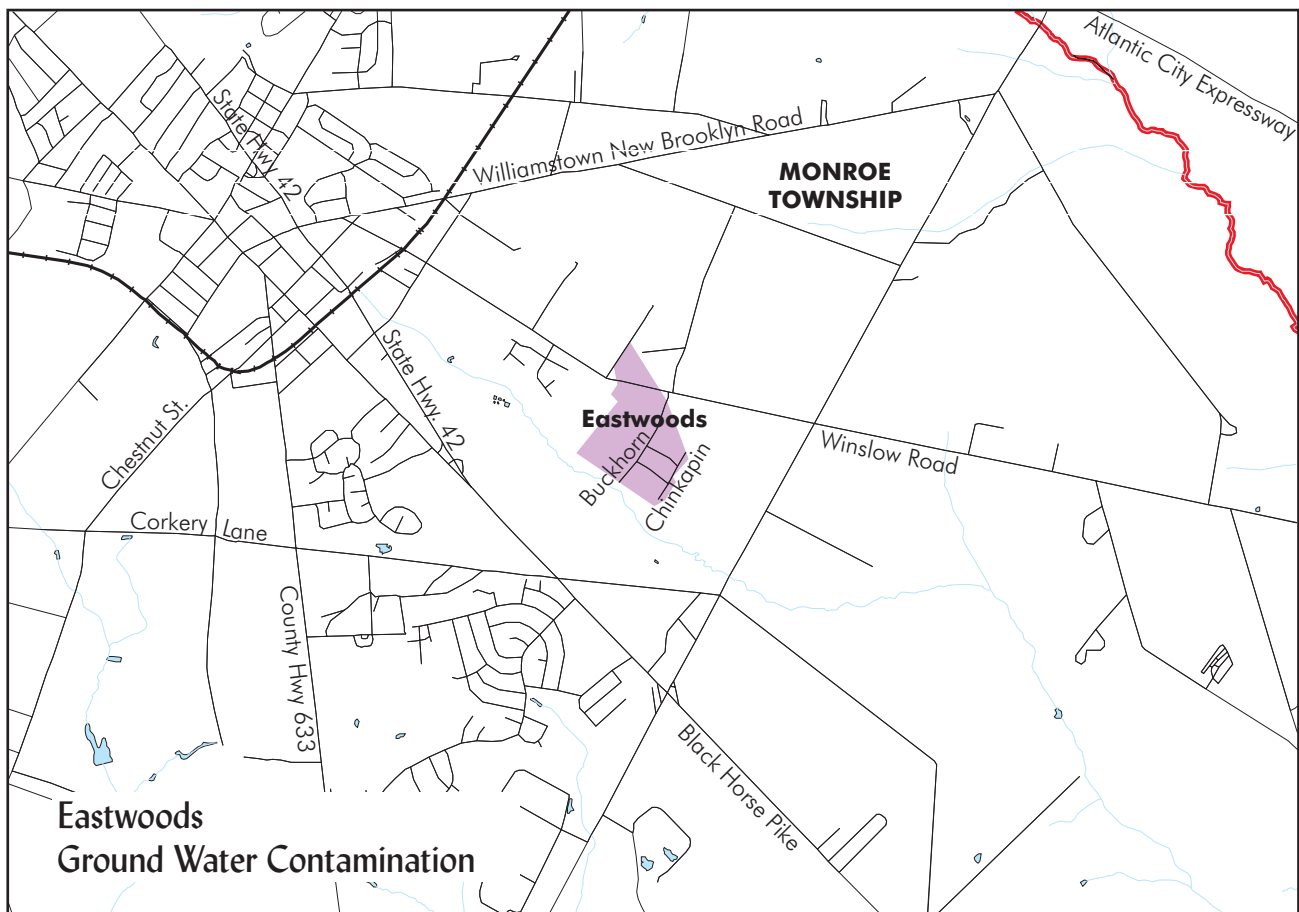 Atlantic City Expressway
State Hwy 42
Williamstown New Brooklyn Road
MONROE
TOWNSHIP
State Hwy. 42
Chestnut St.
Eastwoods
Buckhorn
Chinkapin
Winslow Road
Corkery Lane
County Hwy 633
Black Horse Pike
Eastwoods
Ground Water Contamination